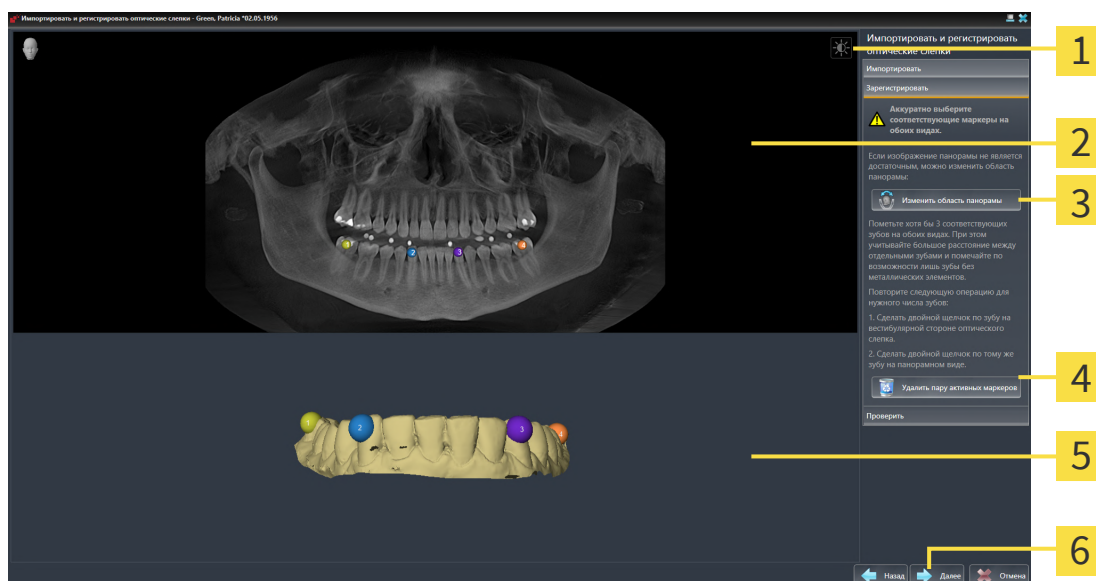 Импортировать и регистрировать оптические слепки - Green, Patricia *02.05.1956
Импортировать и регистрировать
оптические слепки
Импортировать
Зарегистрировать
Аккуратно выберите
соответствующие маркеры на
обоих видах.
Если изображение панорамы не является
достаточным, можно изменить область
панорамы:
Изменить область панорамы
Пометьте хотя бы 3 соответствующих
зубов на обоих видах. При этом
учитывайте большое расстояние между
отдельными зубами и помечайте по
возможности лишь зубы без
металлических элементов.
Повторите следующую операцию для
нужного числа зубов:
1. Сделать двойной щелчок по зубу на
вестибулярной стороне оптического
слепка.
2. Сделать двойной щелчок по тому же
зубу на панорамном виде.
Удалить пару активных маркеров
Проверить
Назад
Далее
Отмена
1 2 3 4
1 2 3 4
1
2
3
4
5
6